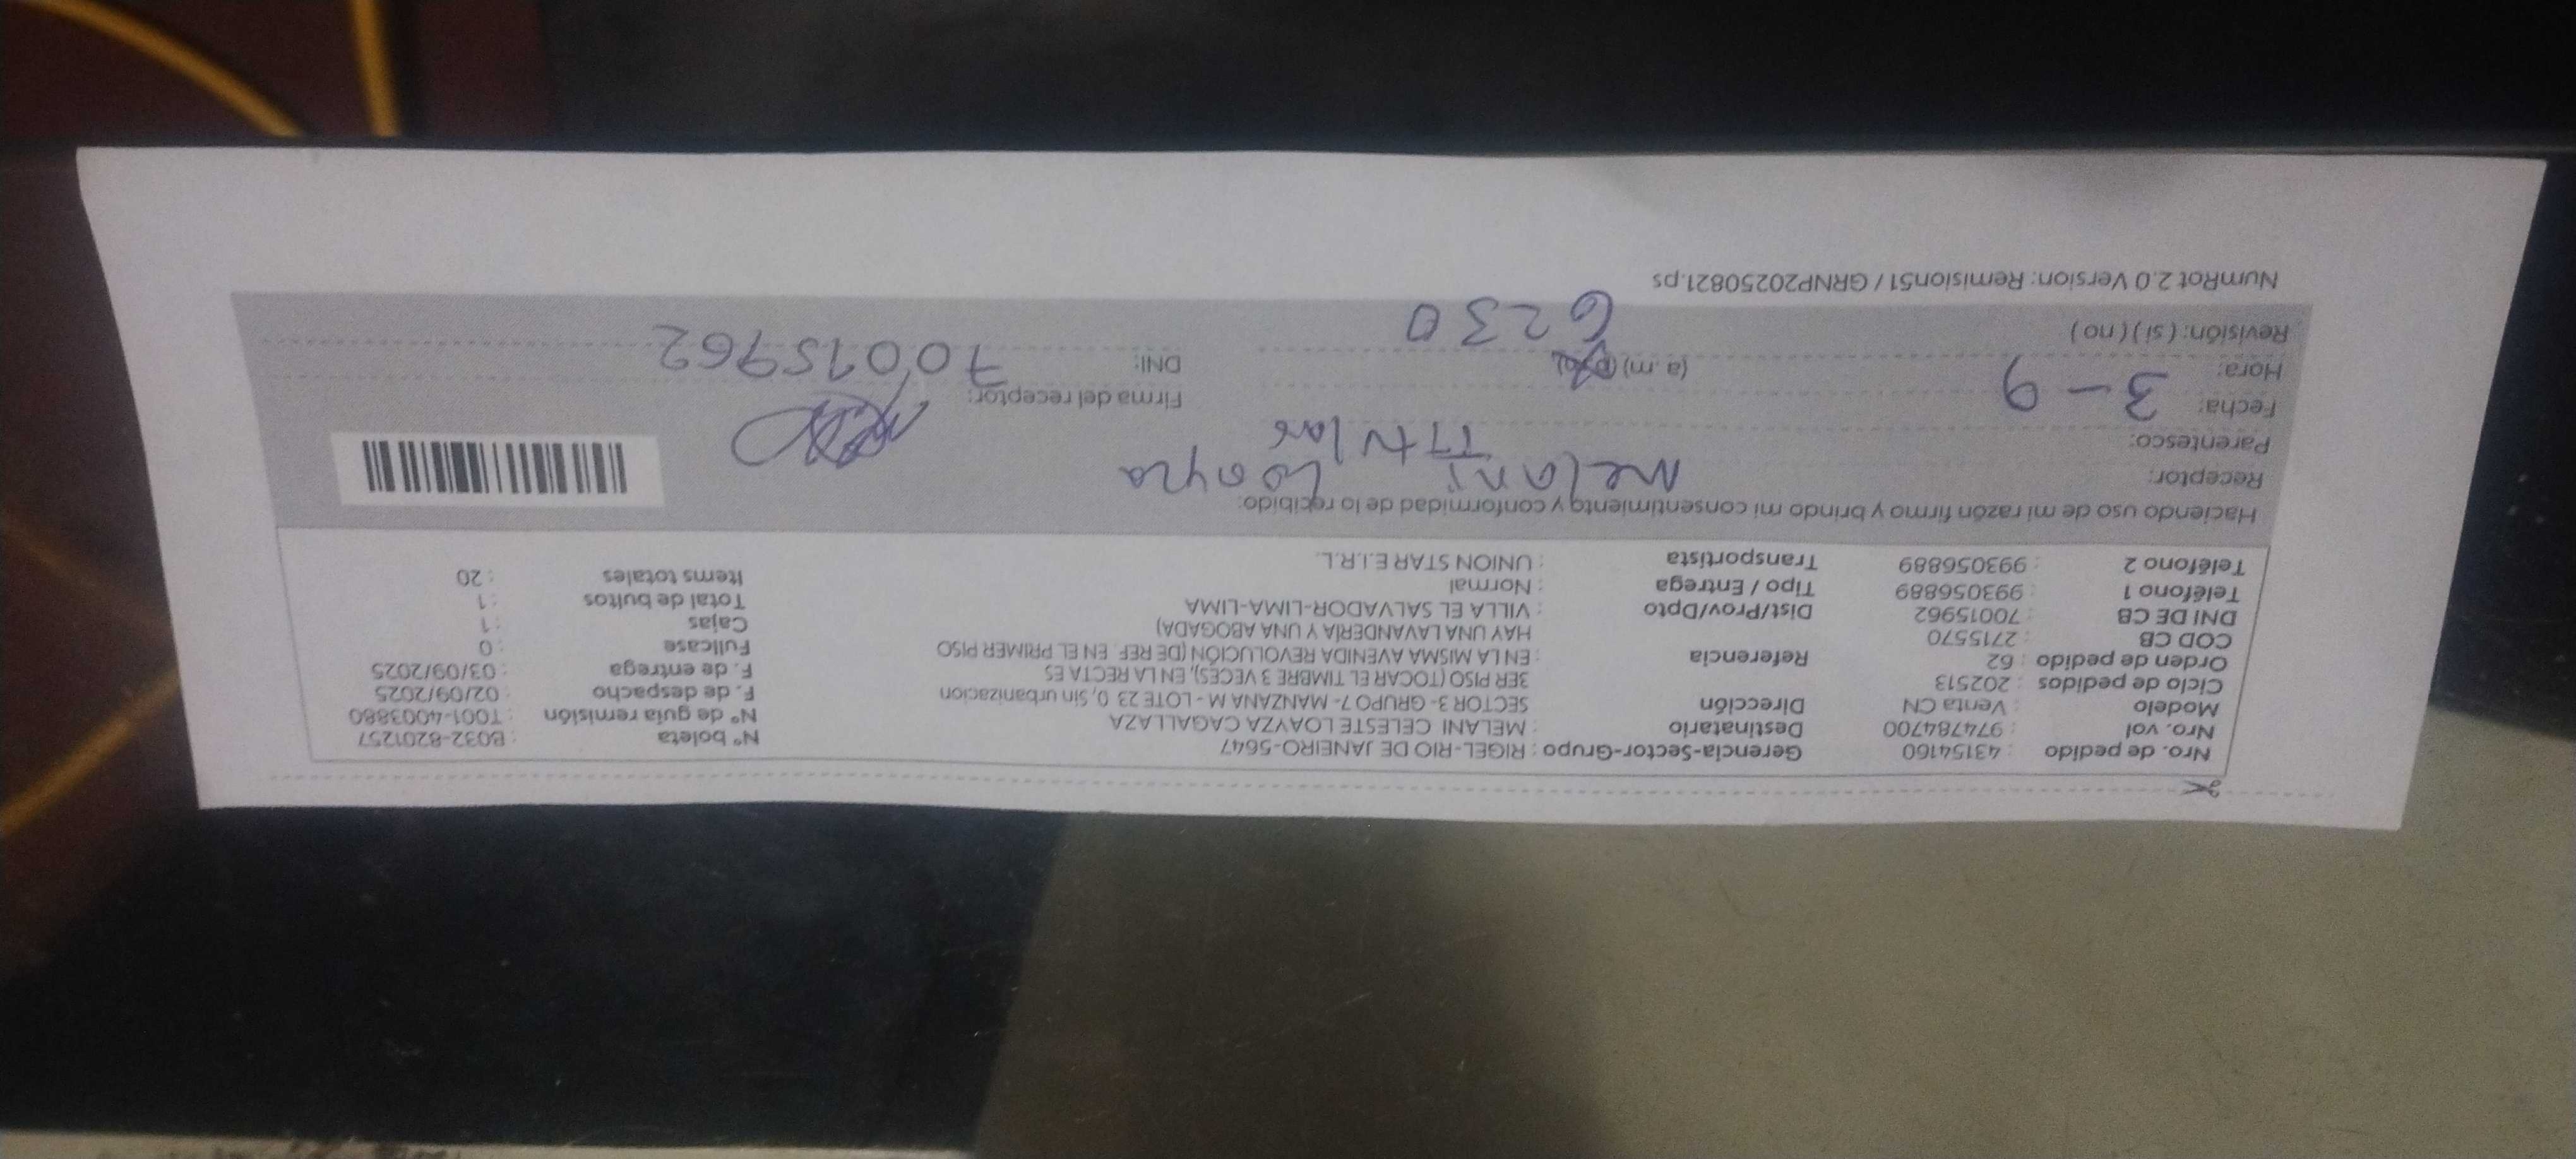 Nro. de pedido : 43154160 Gerencia-Sector-Grupo : RIGEL-RIO DE JANEIRO-5647 N° boleta : B032-8201257
Nro. vol : 974784700 Destinatario : MELANI CELESTE LOAYZA CAGALLAZA N° de guía remisión : T001-4003880
Modelo : Venta CN Dirección SECTOR 3- GRUPO 7- MANZANA M - LOTE 23 0, Sin urbanizacion F. de despacho : 02/09/2025
Ciclo de pedidos : 202513 3ER PISO (TOCAR EL TIMBRE 3 VECES), EN LA RECTA ES F. de entrega : 03/09/2025
Orden de pedido : 62 Referencia : EN LA MISMA AVENIDA REVOLUCIÓN (DE REF. EN EL PRIMER PISO Fullcase : 0
COD CB : 2715570 HAY UNA LAVANDERÍA Y UNA ABOGADA) Cajas : 1
DNI DE CB : 70015962 Dist/Prov/Dpto : VILLA EL SALVADOR-LIMA-LIMA Total de bultos : 1
Teléfono 1 : 993056889 Tipo / Entrega : Normal Items totales : 20
Teléfono 2 : 993056889 Transportista : UNION STAR E.I.R.L.
Haciendo uso de mi razón firmo y brindo mi consentimiento y conformidad de lo recibido:
Receptor: Melani Loayza
Parentesco: Titular
Fecha: 3-9 Firma del receptor:
Hora: (a. m) DNI: 70015962
6230
Revisión: ( si ) ( no )
NumRot 2.0 Version: Remision51 / GRNP20250821.ps